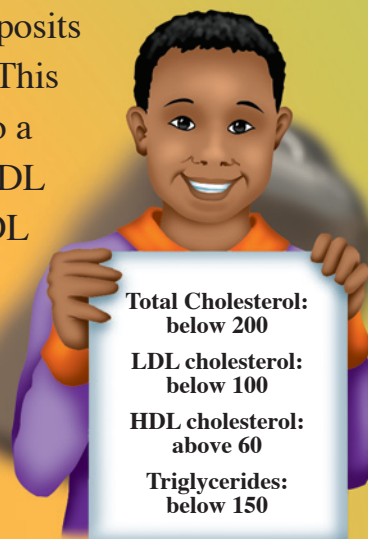 posits
This
a
DL
DL
Total Cholesterol:
below 200
LDL cholesterol:
below 100
HDL cholesterol:
above 60
Triglycerides:
below 150